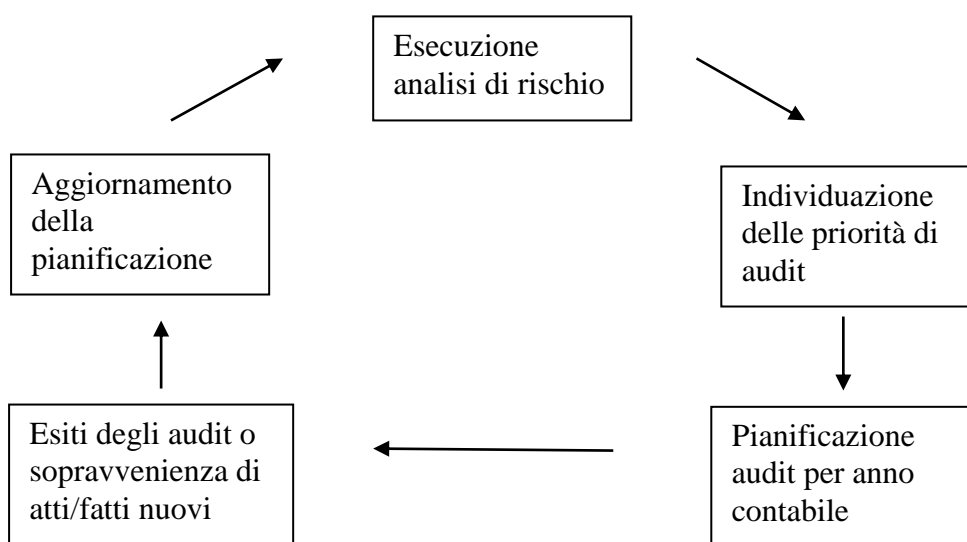 Esecuzione
analisi di rischio
Individuazione
delle priorità di
audit
Pianificazione
audit per anno
contabile
Esiti degli audit o
sopravvenienza di
atti/fatti nuovi
Aggiornamento
della
pianificazione